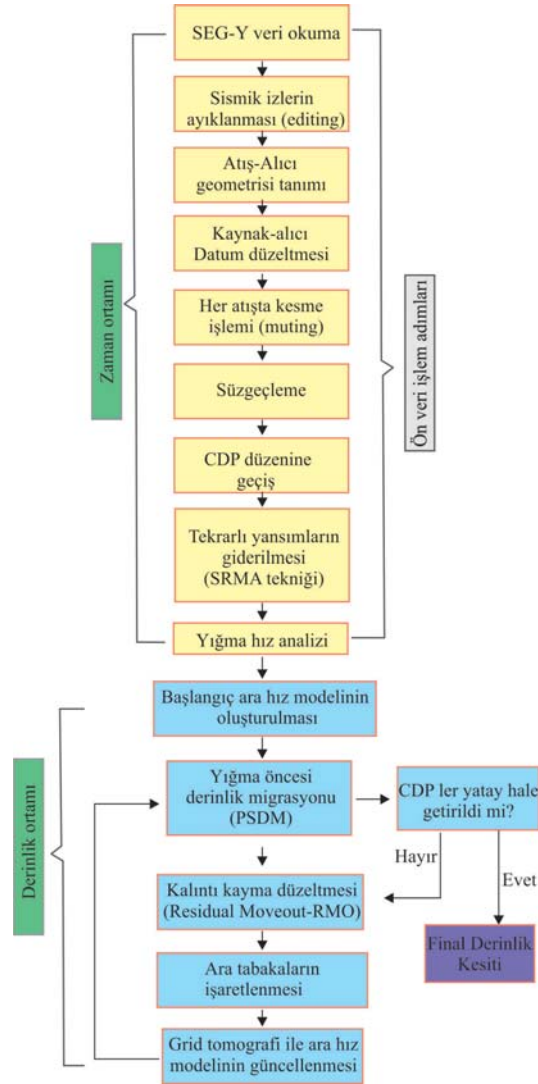 SEG-Y veri okuma
Sismik izlerin
ayıklanması (editing)
Atış-Alıcı
geometrisi tanımı
Kaynak-alıcı
Datum düzeltmesi
Her atışta kesme
işlemi (muting)
Süzgeçleme
CDP düzenine
geçiş
Tekrarlı yansımların
giderilmesi
(SRMA tekniği)
Yığma hız analizi
Zaman ortamı
Ön veri işlem adımları
Başlangıç ara hız modelinin
oluşturulması
Yığma öncesi
derinlik migrasyonu
(PSDM)
CDP ler yatay hale
getirildi mi?
Hayır
Evet
Kalıntı kayma düzeltmesi
(Residual Moveout-RMO)
Final Derinlik
Kesiti
Ara tabakaların
işaretlenmesi
Grid tomografi ile ara hız
modelinin güncellenmesi
Derinlik ortamı